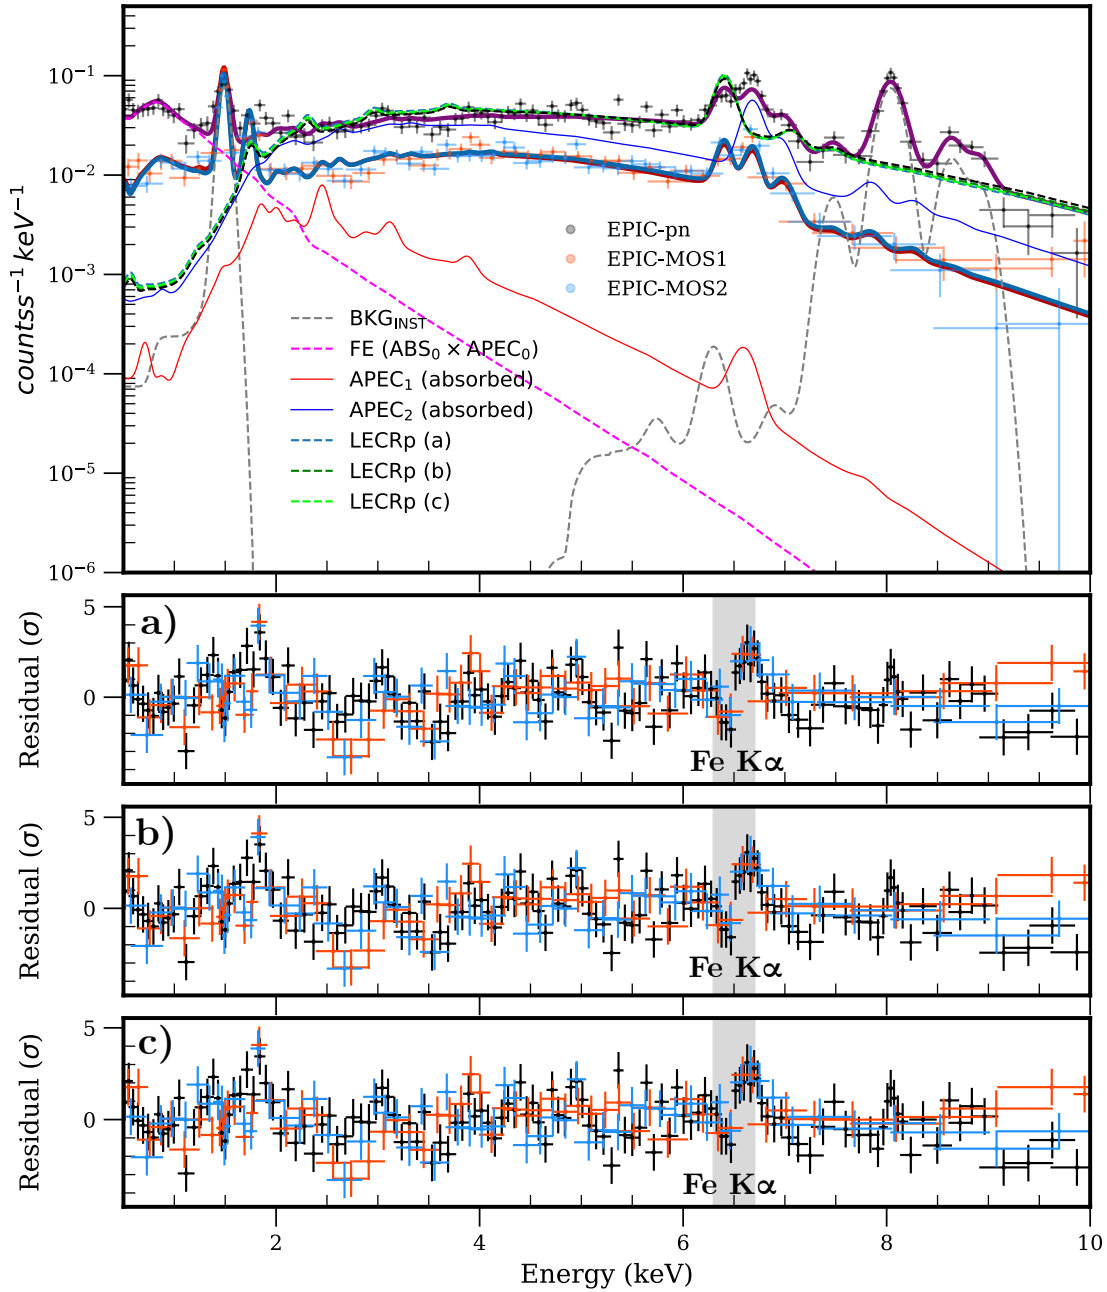 countss⁻¹ keV⁻¹
10⁻¹
10⁻²
10⁻³
10⁻⁴
10⁻⁵
10⁻⁶
EPIC-pn
EPIC-MOS1
EPIC-MOS2
BKG_INST
FE (ABS₀ × APEC₀)
APEC₁ (absorbed)
APEC₂ (absorbed)
LECRp (a)
LECRp (b)
LECRp (c)
Residual (σ)
5
0
a)
Fe Kα
Residual (σ)
5
0
b)
Fe Kα
Residual (σ)
5
0
c)
Fe Kα
2 4 6 8 10
Energy (keV)